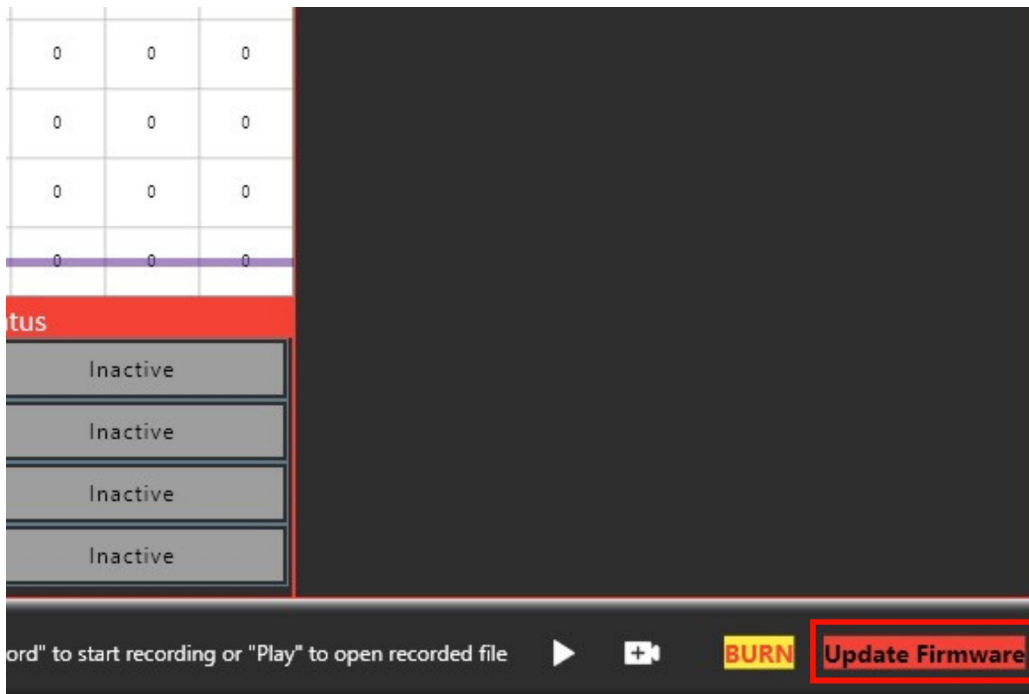 0 0 0
0 0 0
0 0 0
0 0 0
tus
Inactive
Inactive
Inactive
Inactive
ord" to start recording or "Play" to open recorded file BURN Update Firmware